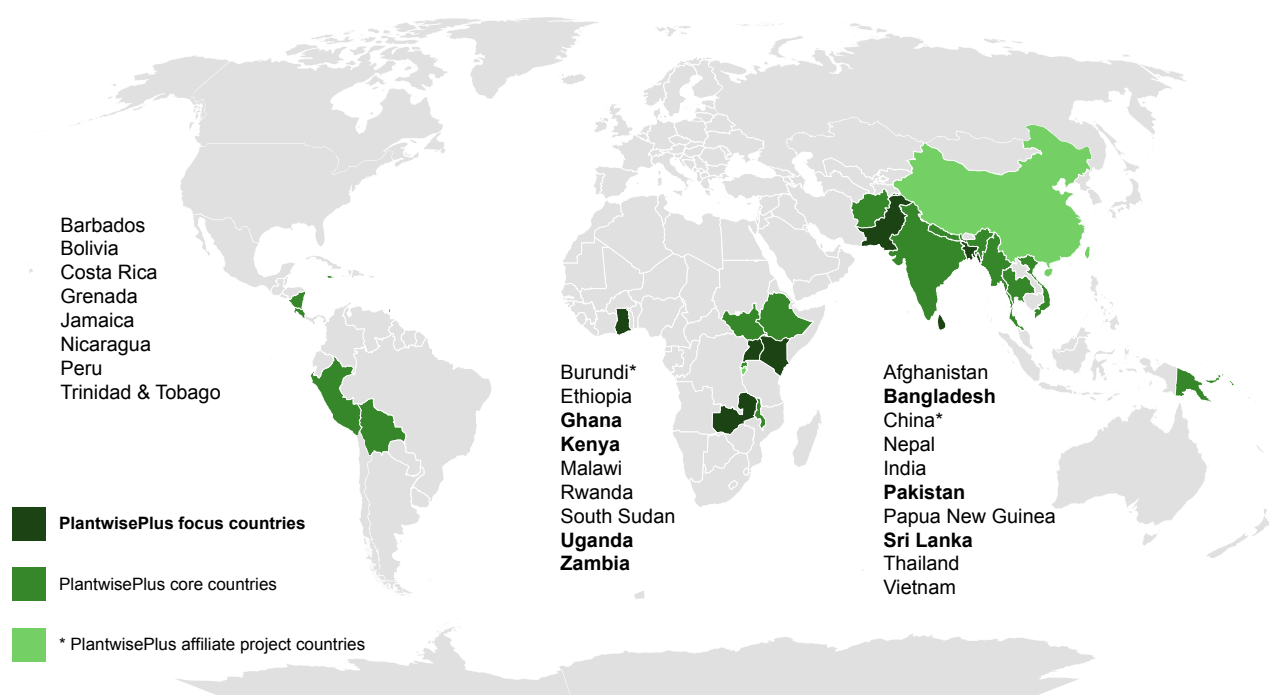 Barbados
Bolivia
Costa Rica
Grenada
Jamaica
Nicaragua
Peru
Trinidad & Tobago
Burundi*
Ethiopia
Ghana
Kenya
Malawi
Rwanda
South Sudan
Uganda
Zambia
Afghanistan
Bangladesh
China*
Nepal
India
Pakistan
Papua New Guinea
Sri Lanka
Thailand
Vietnam
PlantwisePlus focus countries
PlantwisePlus core countries
* PlantwisePlus affiliate project countries